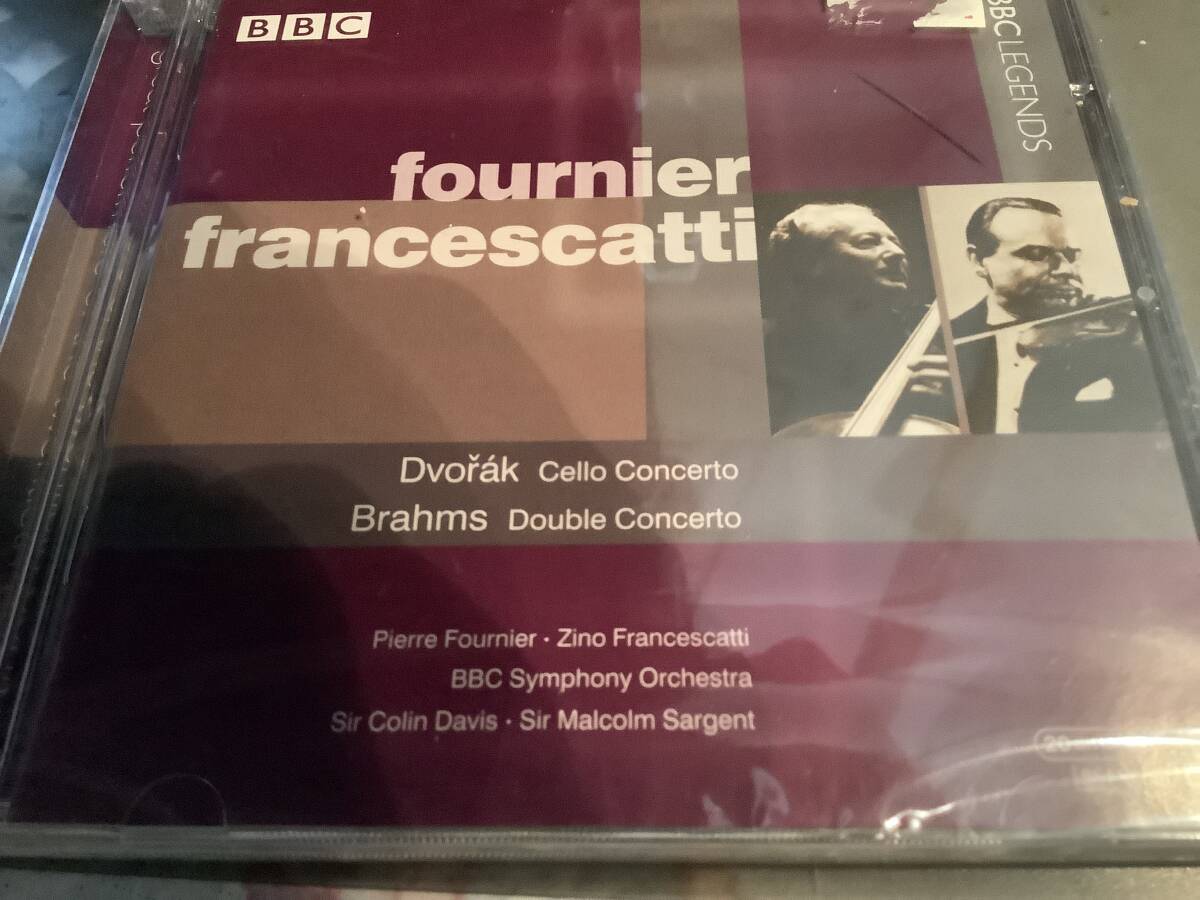 BBC
BBC LEGENDS
fournier
francescatti
Dvořák Cello Concerto
Brahms Double Concerto
Pierre Fournier · Zino Francescatti
BBC Symphony Orchestra
Sir Colin Davis · Sir Malcolm Sargent
20